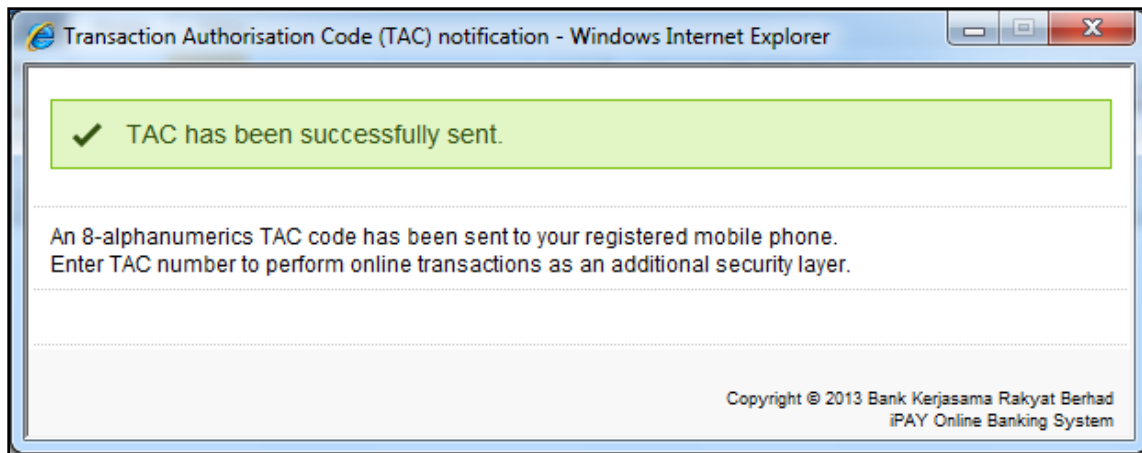 Transaction Authorisation Code (TAC) notification - Windows Internet Explorer
TAC has been successfully sent.
An 8-alphanumerics TAC code has been sent to your registered mobile phone.
Enter TAC number to perform online transactions as an additional security layer.
Copyright © 2013 Bank Kerjasama Rakyat Berhad
iPAY Online Banking System